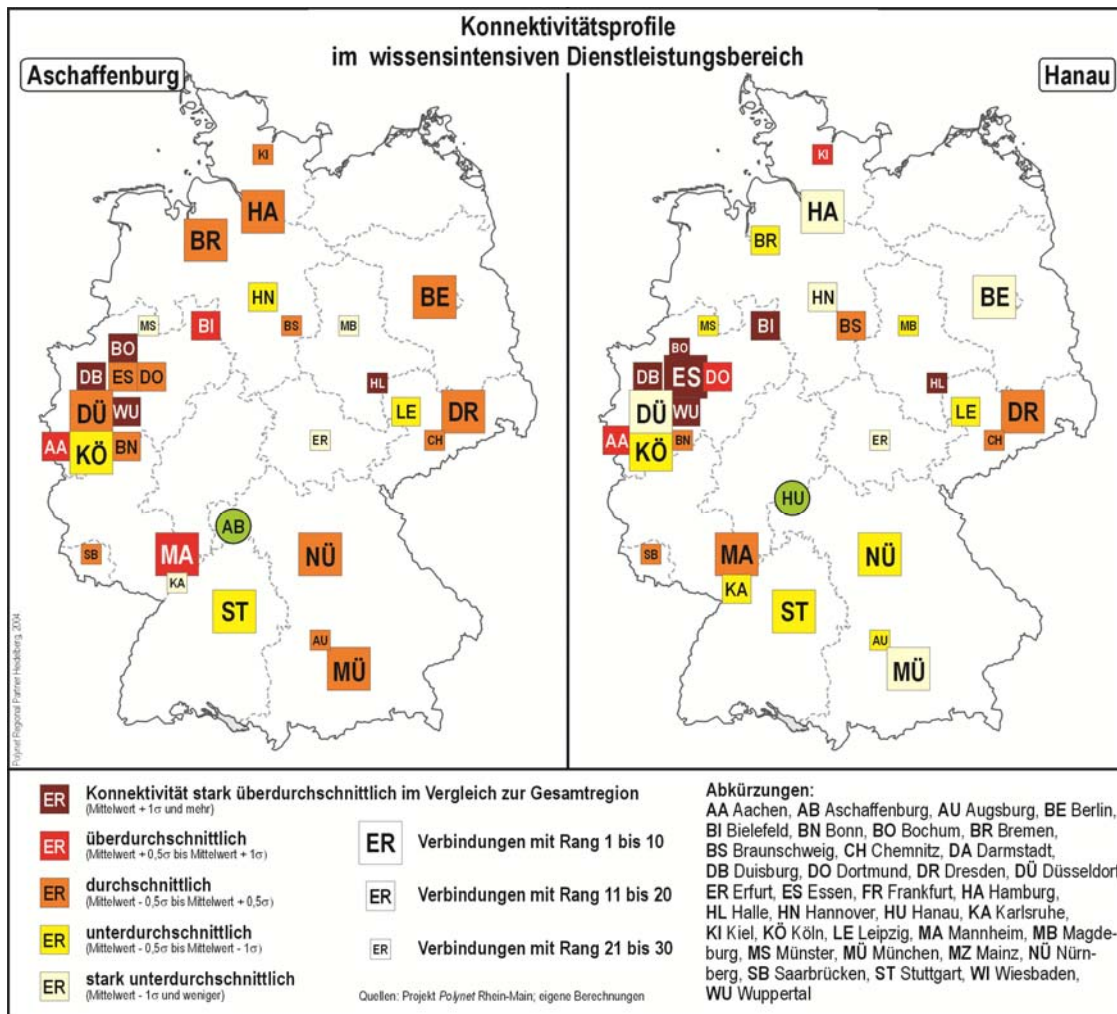 Konnektivitätsprofile
im wissensintensiven Dienstleistungsbereich
Aschaffenburg
KI
HA
BR
HN
BE
MS
BI
BS
MB
BO
DB
ES
DO
HL
DÜ
WU
LE
DR
AA
KÖ
BN
ER
CH
AB
SB
MA
NÜ
KA
ST
AU
MÜ
Polynet Regional Partner Heidelberg, 2004
Hanau
KI
HA
BR
HN
BE
MS
BI
BS
MB
BO
DB
ES
DO
HL
DÜ
WU
LE
DR
AA
KÖ
BN
ER
CH
HU
SB
MA
NÜ
KA
ST
AU
MÜ
ER Konnektivität stark überdurchschnittlich im Vergleich zur Gesamtregion
(Mittelwert + 1σ und mehr)
ER überdurchschnittlich
(Mittelwert + 0,5σ bis Mittelwert + 1σ)
ER durchschnittlich
(Mittelwert - 0,5σ bis Mittelwert + 0,5σ)
ER unterdurchschnittlich
(Mittelwert - 0,5σ bis Mittelwert - 1σ)
ER stark unterdurchschnittlich
(Mittelwert - 1σ und weniger)
ER Verbindungen mit Rang 1 bis 10
ER Verbindungen mit Rang 11 bis 20
ER Verbindungen mit Rang 21 bis 30
Quellen: Projekt Polynet Rhein-Main; eigene Berechnungen
Abkürzungen:
AA Aachen, AB Aschaffenburg, AU Augsburg, BE Berlin,
BI Bielefeld, BN Bonn, BO Bochum, BR Bremen,
BS Braunschweig, CH Chemnitz, DA Darmstadt,
DB Duisburg, DO Dortmund, DR Dresden, DÜ Düsseldorf
ER Erfurt, ES Essen, FR Frankfurt, HA Hamburg,
HL Halle, HN Hannover, HU Hanau, KA Karlsruhe,
KI Kiel, KÖ Köln, LE Leipzig, MA Mannheim, MB Magde-
burg, MS Münster, MÜ München, MZ Mainz, NÜ Nürn-
berg, SB Saarbrücken, ST Stuttgart, WI Wiesbaden,
WU Wuppertal